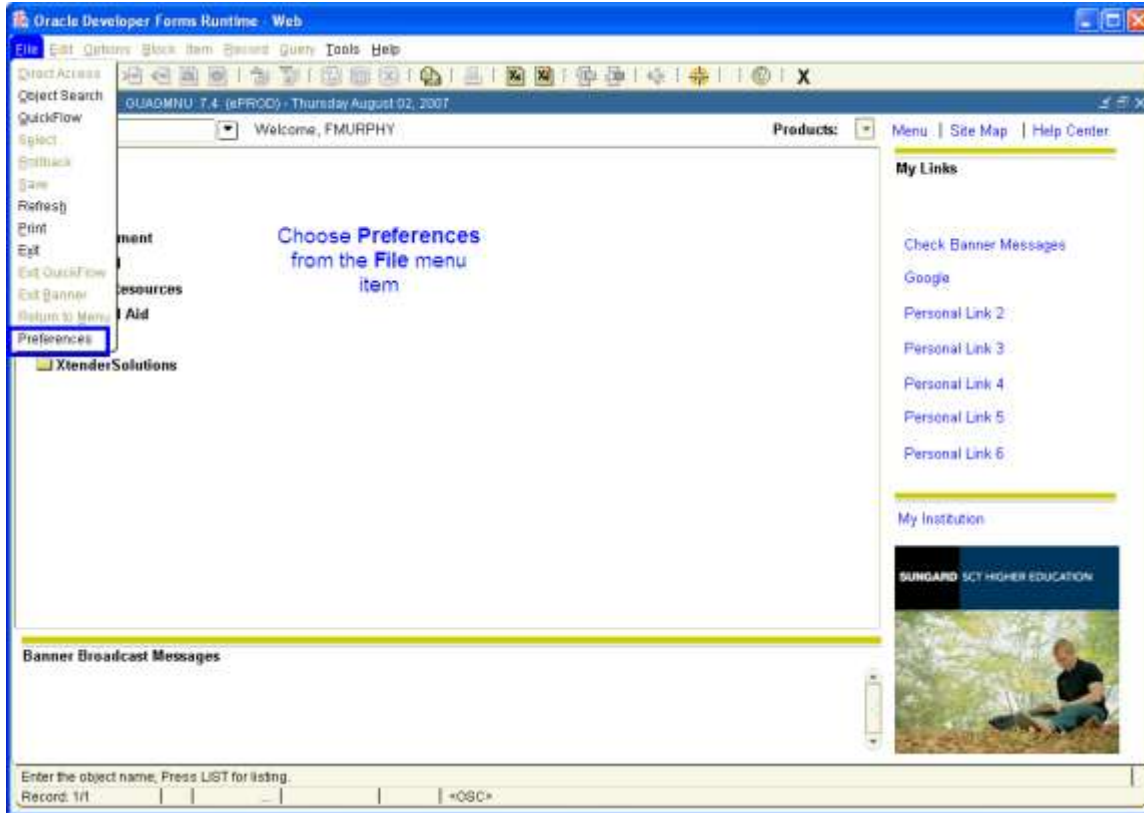 Oracle Developer Forms Runtime - Web
File Edit Options Block Item Record Query Tools Help
Direct Access
Object Search
QuickFlow
Select
Rollback
Save
Refresh
Print
Exit
Exit QuickFlow
Exit Banner
Return to Menu
Preferences
GUAGMNU 7.4 (ePROD) - Thursday August 02, 2007
Welcome, FMURPHY
Products:
Menu | Site Map | Help Center
ment
esources
l Aid
XtenderSolutions
Choose Preferences
from the File menu
item
My Links
Check Banner Messages
Google
Personal Link 2
Personal Link 3
Personal Link 4
Personal Link 5
Personal Link 6
My Institution
SUNGARD SCT HIGHER EDUCATION
Banner Broadcast Messages
Enter the object name; Press LIST for listing.
Record: 1/1 ... <OSC>